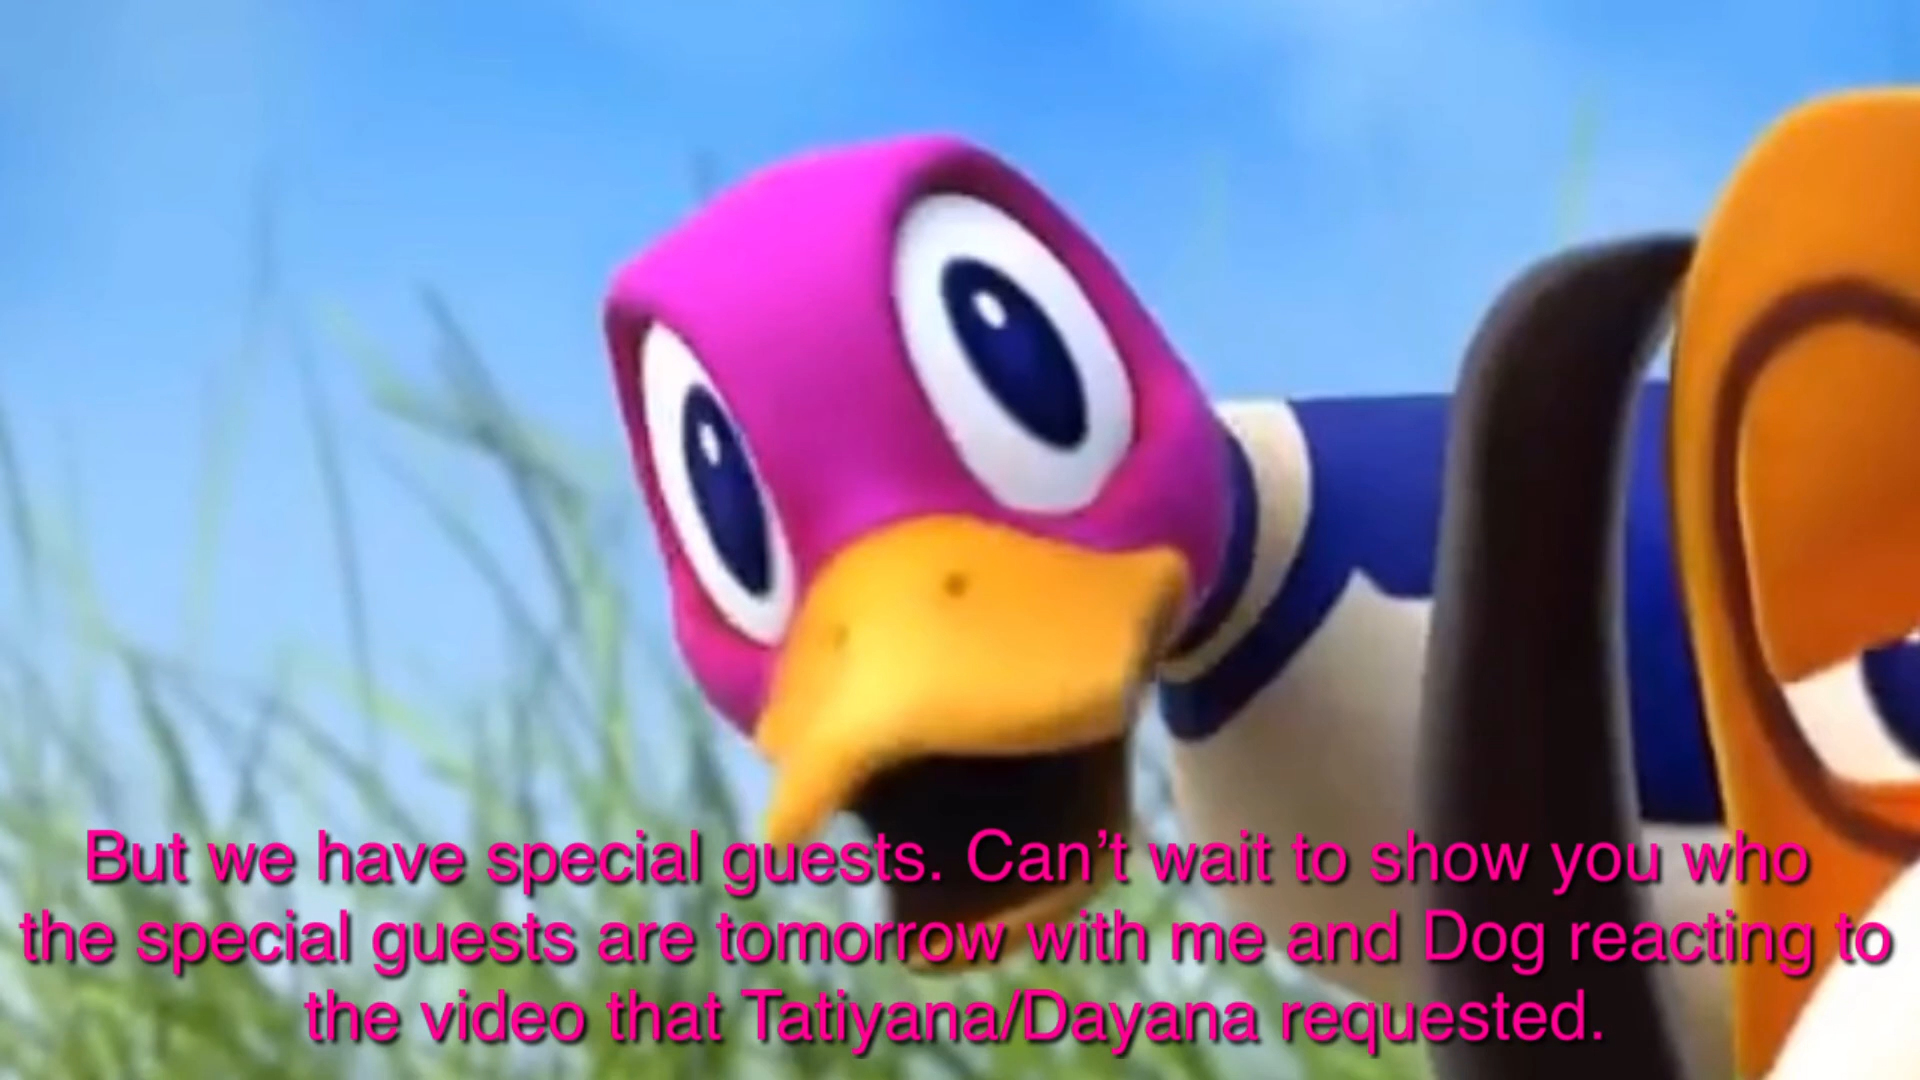 But we have special guests. Can’t wait to show you who
the special guests are tomorrow with me and Dog reacting to
the video that Tatiyana/Dayana requested.